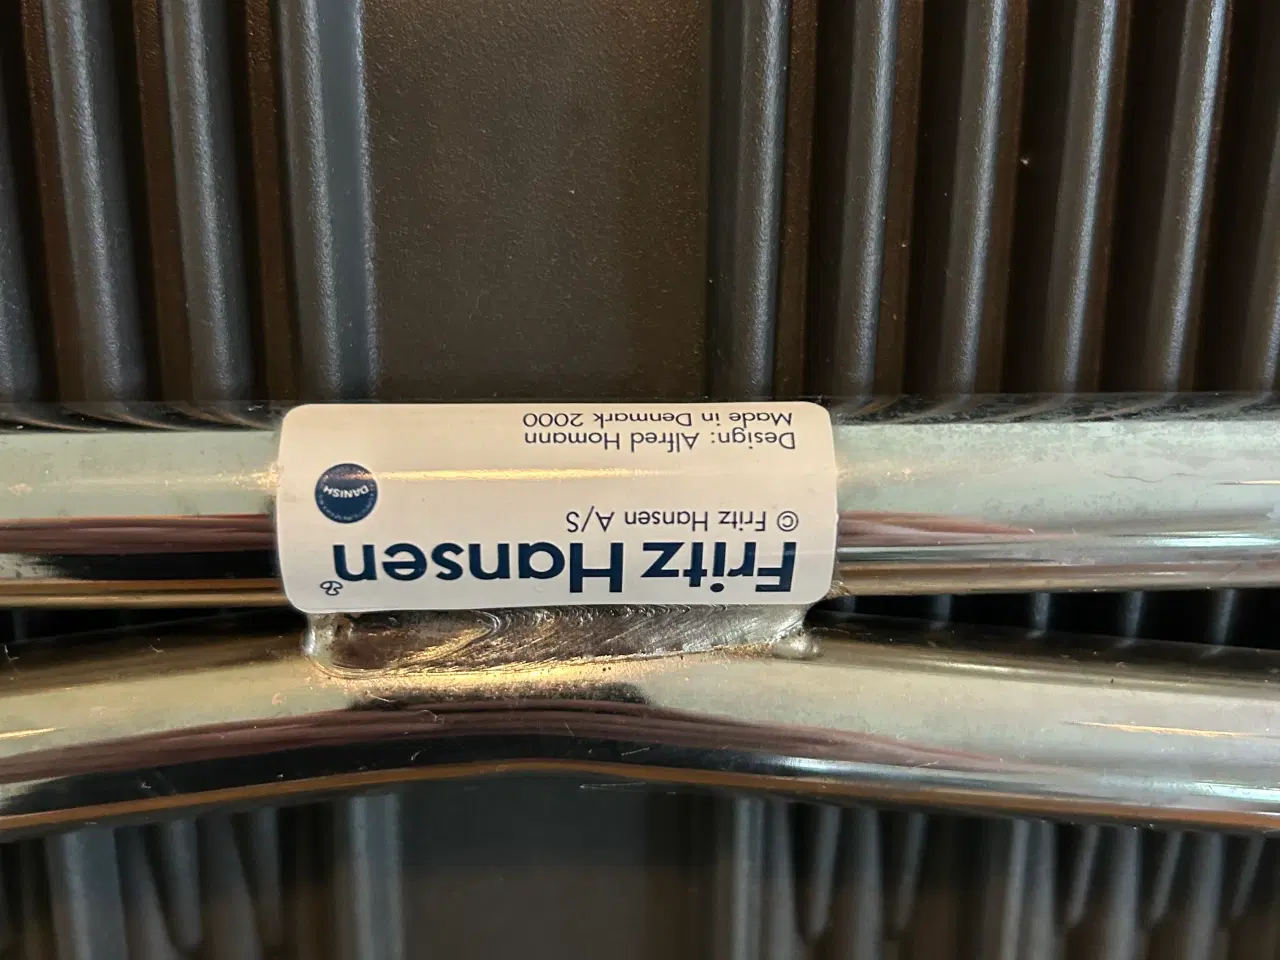 Fritz Hansen
© Fritz Hansen A/S
DANISH
Design: Alfred Homann
Made in Denmark 2000